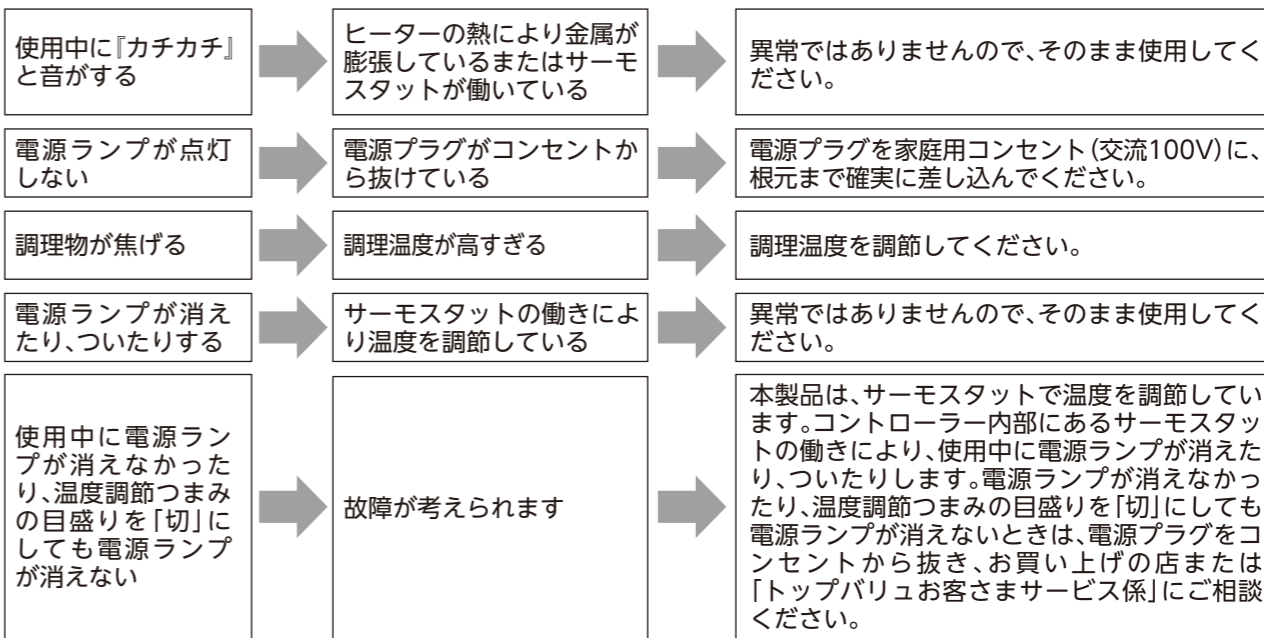 使用中に『カチカチ』
と音がする
ヒーターの熱により金属が
膨張しているまたはサーモ
スタットが働いている
異常ではありませんので、そのまま使用してく
ださい。
電源ランプが点灯
しない
電源プラグがコンセントか
ら抜けている
電源プラグを家庭用コンセント(交流100V)に、
根元まで確実に差し込んでください。
調理物が焦げる
調理温度が高すぎる
調理温度を調節してください。
電源ランプが消え
たり、ついたりする
サーモスタットの働きによ
り温度を調節している
異常ではありませんので、そのまま使用してく
ださい。
使用中に電源ラン
プが消えなかった
り、温度調節つまみ
の目盛りを「切」に
しても電源ランプ
が消えない
故障が考えられます
本製品は、サーモスタットで温度を調節してい
ます。コントローラー内部にあるサーモスタッ
トの働きにより、使用中に電源ランプが消えた
り、ついたりします。電源ランプが消えなかっ
たり、温度調節つまみの目盛りを「切」にしても
電源ランプが消えないときは、電源プラグをコ
ンセントから抜き、お買い上げの店または
「トップバリュお客さまサービス係」にご相談
ください。